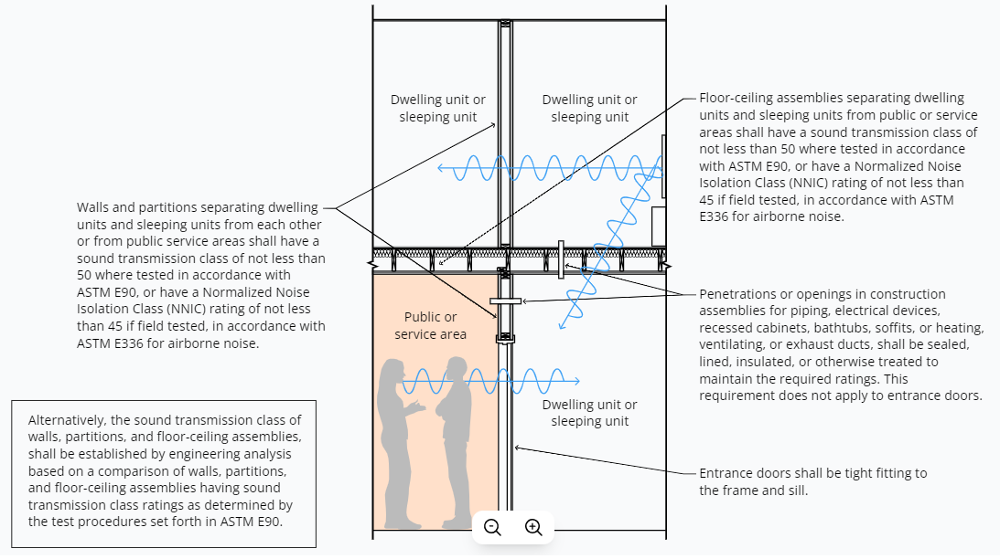 Dwelling unit or
sleeping unit
Dwelling unit or
sleeping unit
Floor-ceiling assemblies separating dwelling
units and sleeping units from public or service
areas shall have a sound transmission class of
not less than 50 where tested in accordance
with ASTM E90, or have a Normalized Noise
Isolation Class (NNIC) rating of not less than
45 if field tested, in accordance with ASTM
E336 for airborne noise.
Walls and partitions separating dwelling
units and sleeping units from each other
or from public service areas shall have a
sound transmission class of not less than
50 where tested in accordance with
ASTM E90, or have a Normalized Noise
Isolation Class (NNIC) rating of not less
than 45 if field tested, in accordance with
ASTM E336 for airborne noise.
Penetrations or openings in construction
assemblies for piping, electrical devices,
recessed cabinets, bathtubs, soffits, or heating,
ventilating, or exhaust ducts, shall be sealed,
lined, insulated, or otherwise treated to
maintain the required ratings. This
requirement does not apply to entrance doors.
Public or
service area
Dwelling unit or
sleeping unit
Alternatively, the sound transmission class of
walls, partitions, and floor-ceiling assemblies,
shall be established by engineering analysis
based on a comparison of walls, partitions,
and floor-ceiling assemblies having sound
transmission class ratings as determined by
the test procedures set forth in ASTM E90.
Entrance doors shall be tight fitting to
the frame and sill.